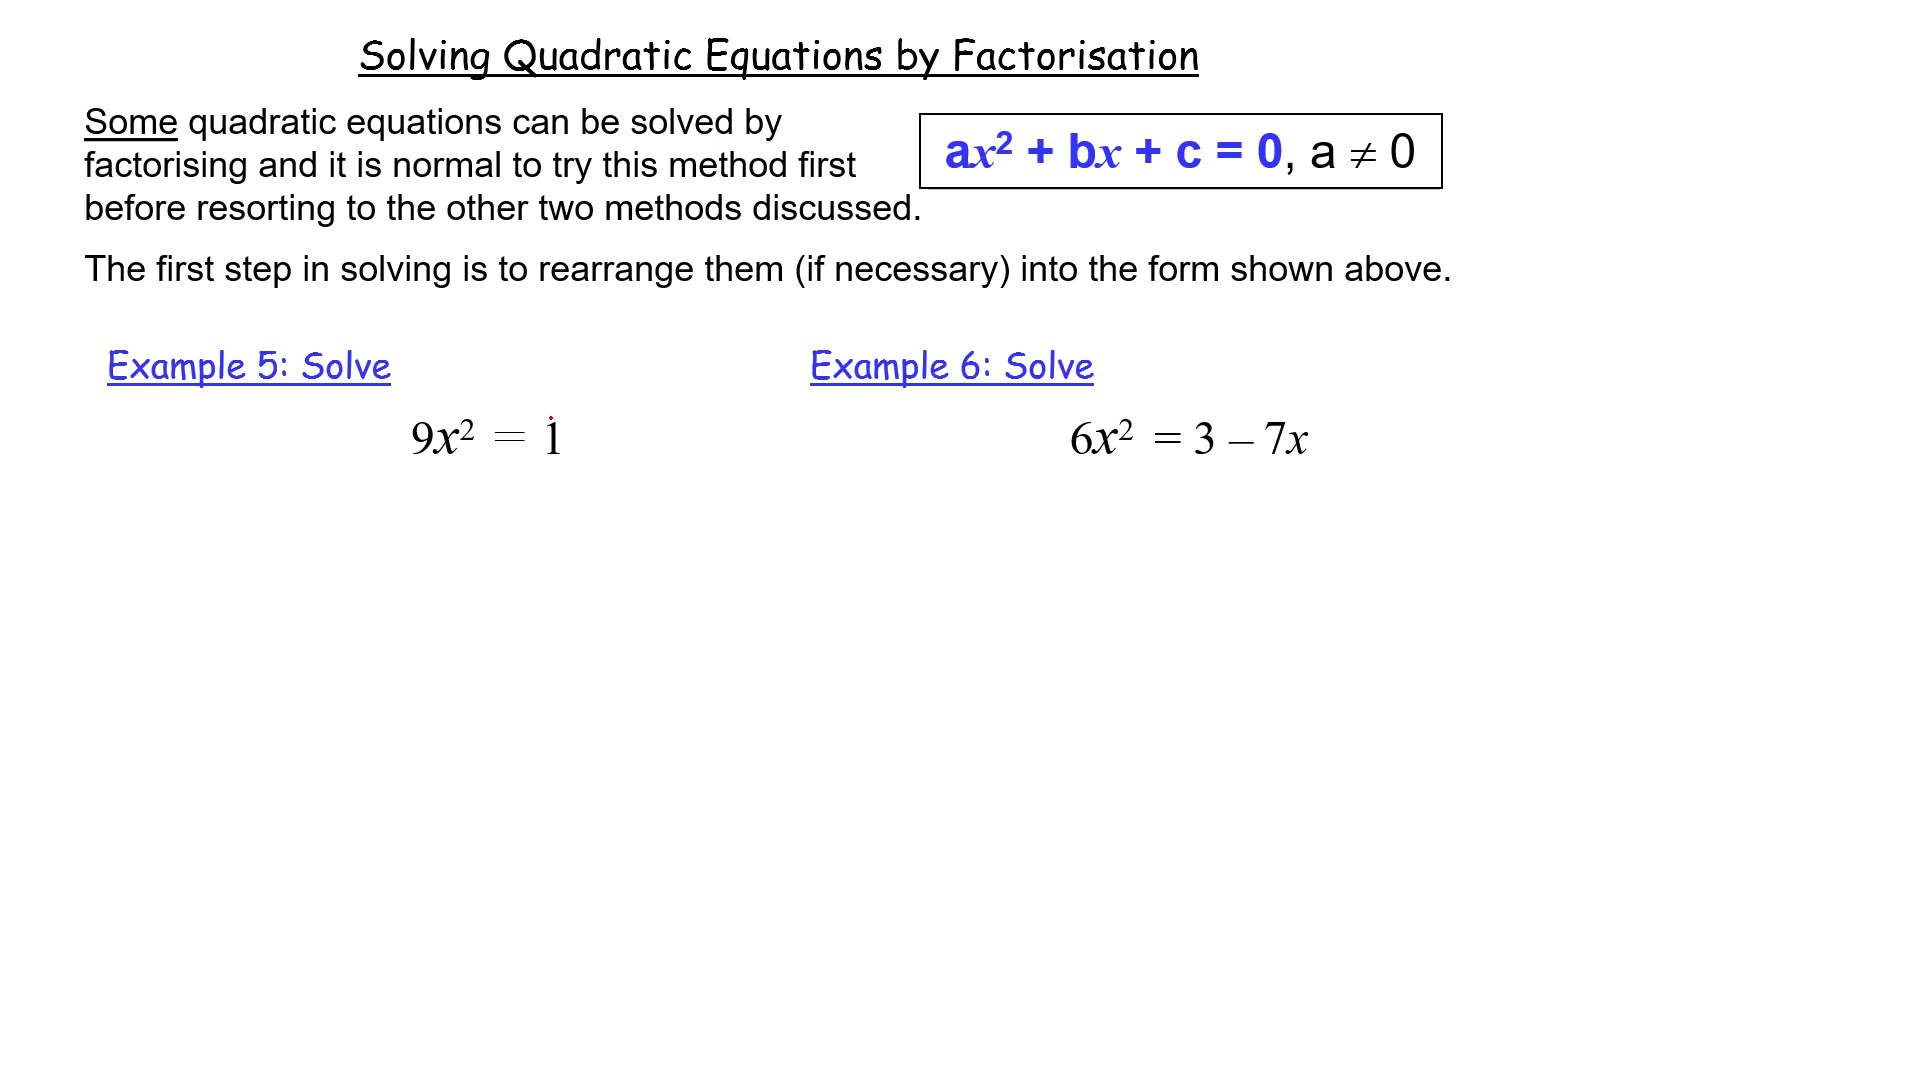 Solving Quadratic Equations by Factorisation
Some quadratic equations can be solved by
factorising and it is normal to try this method first
before resorting to the other two methods discussed.
ax² + bx + c = 0, a ≠ 0
The first step in solving is to rearrange them (if necessary) into the form shown above.
Example 5: Solve
9x² = 1
Example 6: Solve
6x² = 3 – 7x